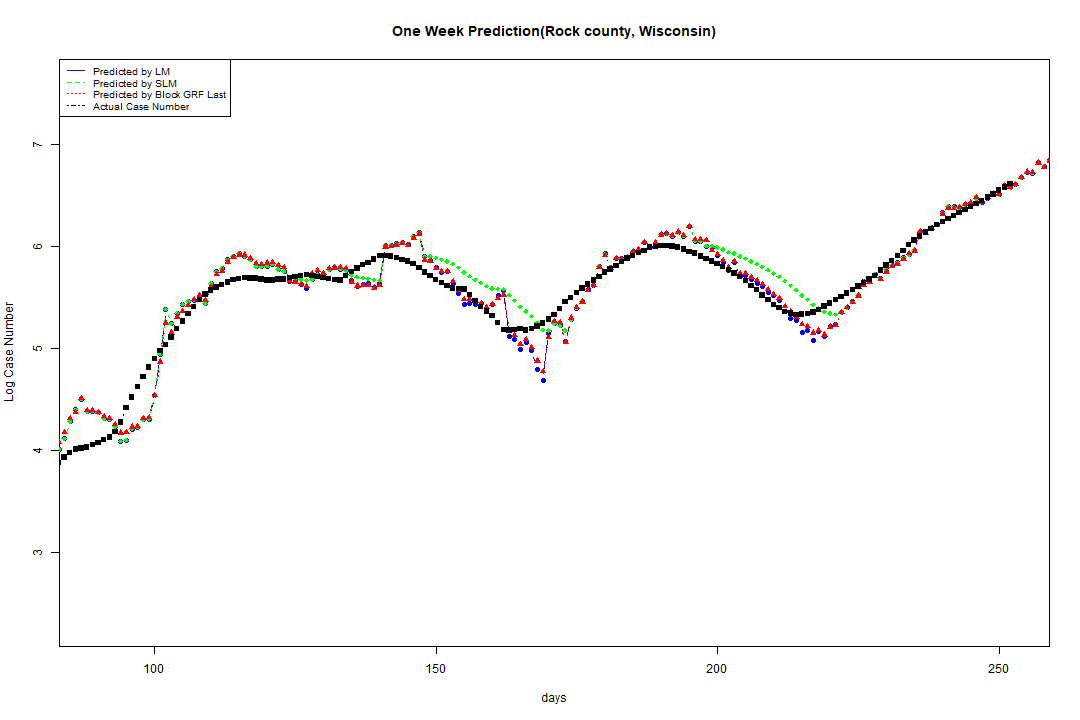 One Week Prediction(Rock county, Wisconsin)
Predicted by LM
Predicted by SLM
Predicted by Block GRF Last
Actual Case Number
7
6
5
4
3
Log Case Number
100 150 200 250
days